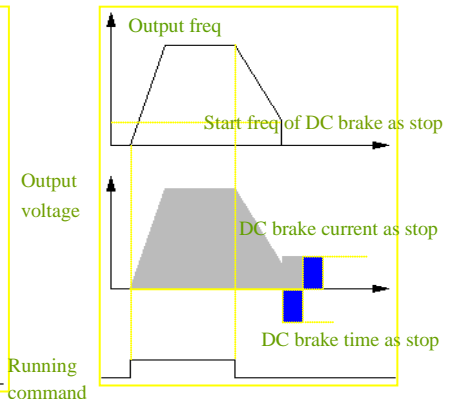 Output freq
Start freq of DC brake as stop
Output
voltage
DC brake current as stop
DC brake time as stop
Running
command